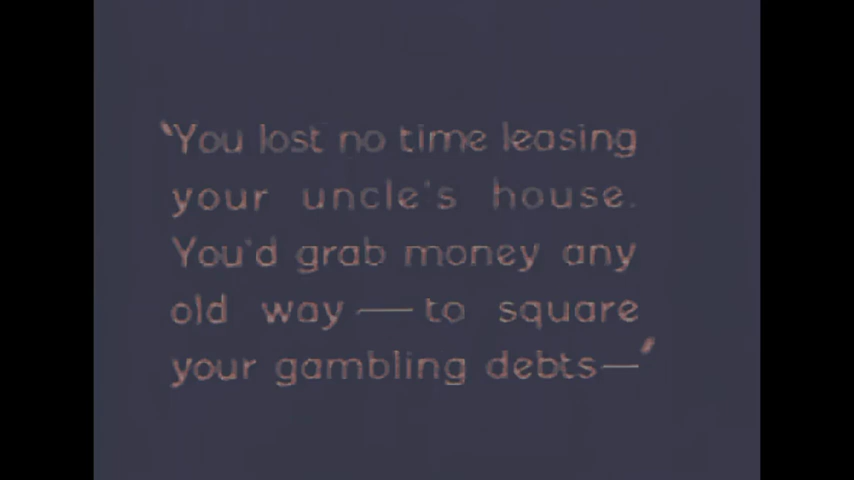 "You lost no time leasing
your uncle's house.
You'd grab money any
old way — to square
your gambling debts—"